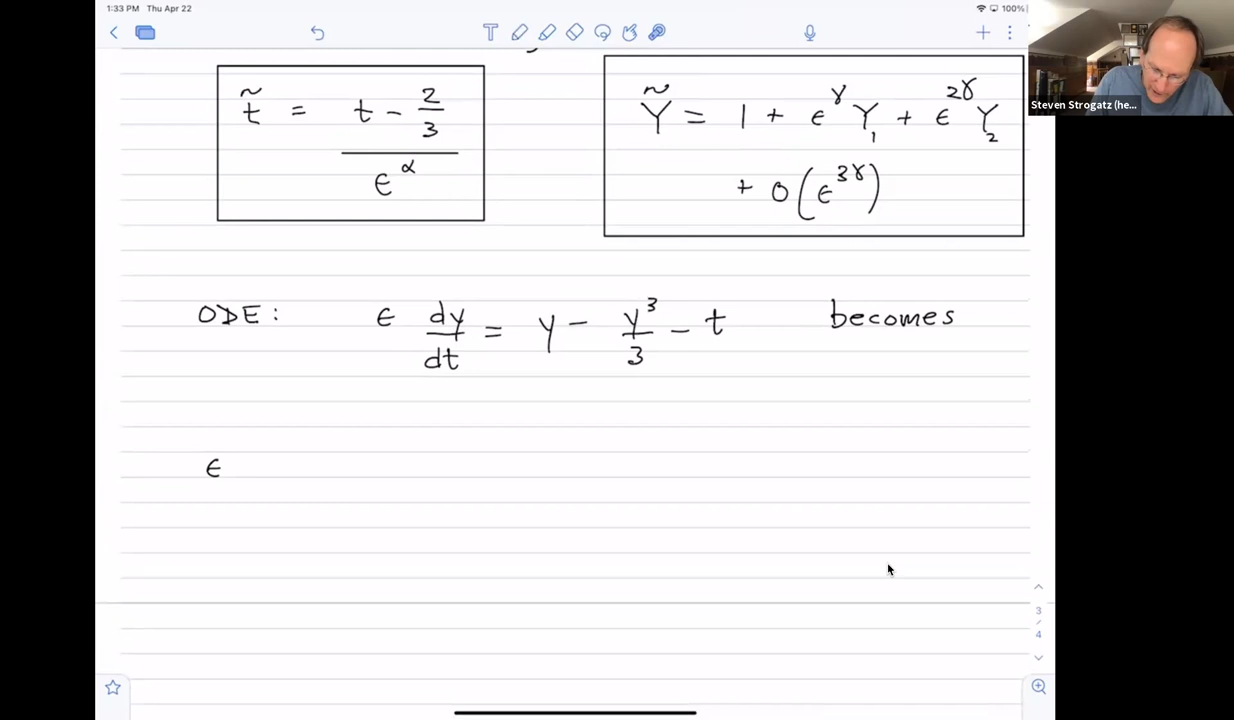 1:33 PM Thu Apr 22
100%
Steven Strogatz (he...
t̃ = (t - 2/3) / ϵ^α
Ỹ = 1 + ϵ^γ Y₁ + ϵ^2γ Y₂
+ O(ϵ^3γ)
ODE: ϵ dy/dt = y - y³/3 - t becomes
ϵ
3
/
4